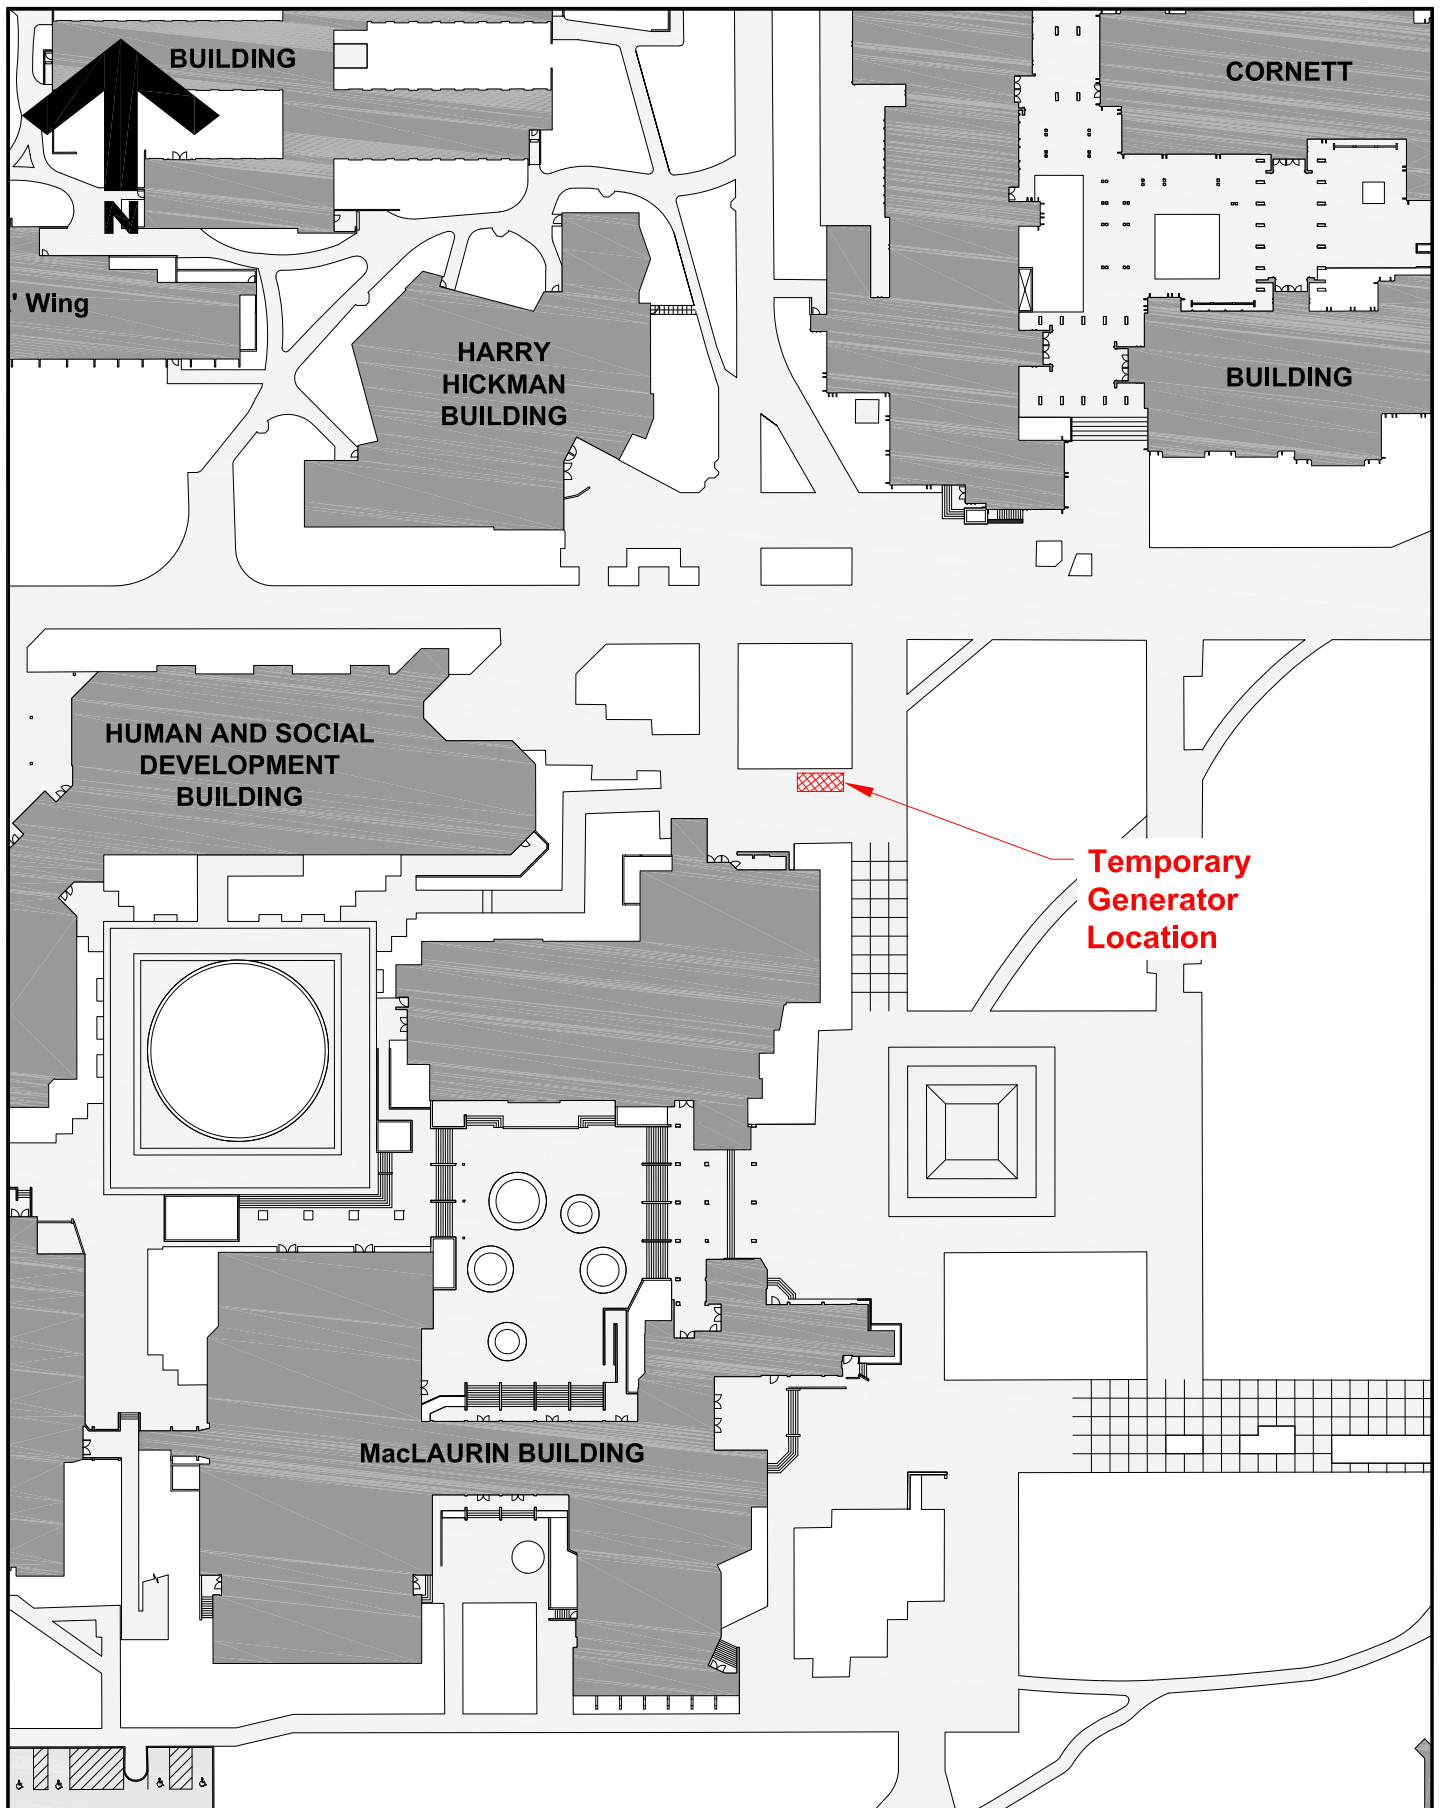 BUILDING
CORNETT
N
' Wing
HARRY
HICKMAN
BUILDING
BUILDING
HUMAN AND SOCIAL
DEVELOPMENT
BUILDING
Temporary
Generator
Location
MacLAURIN BUILDING